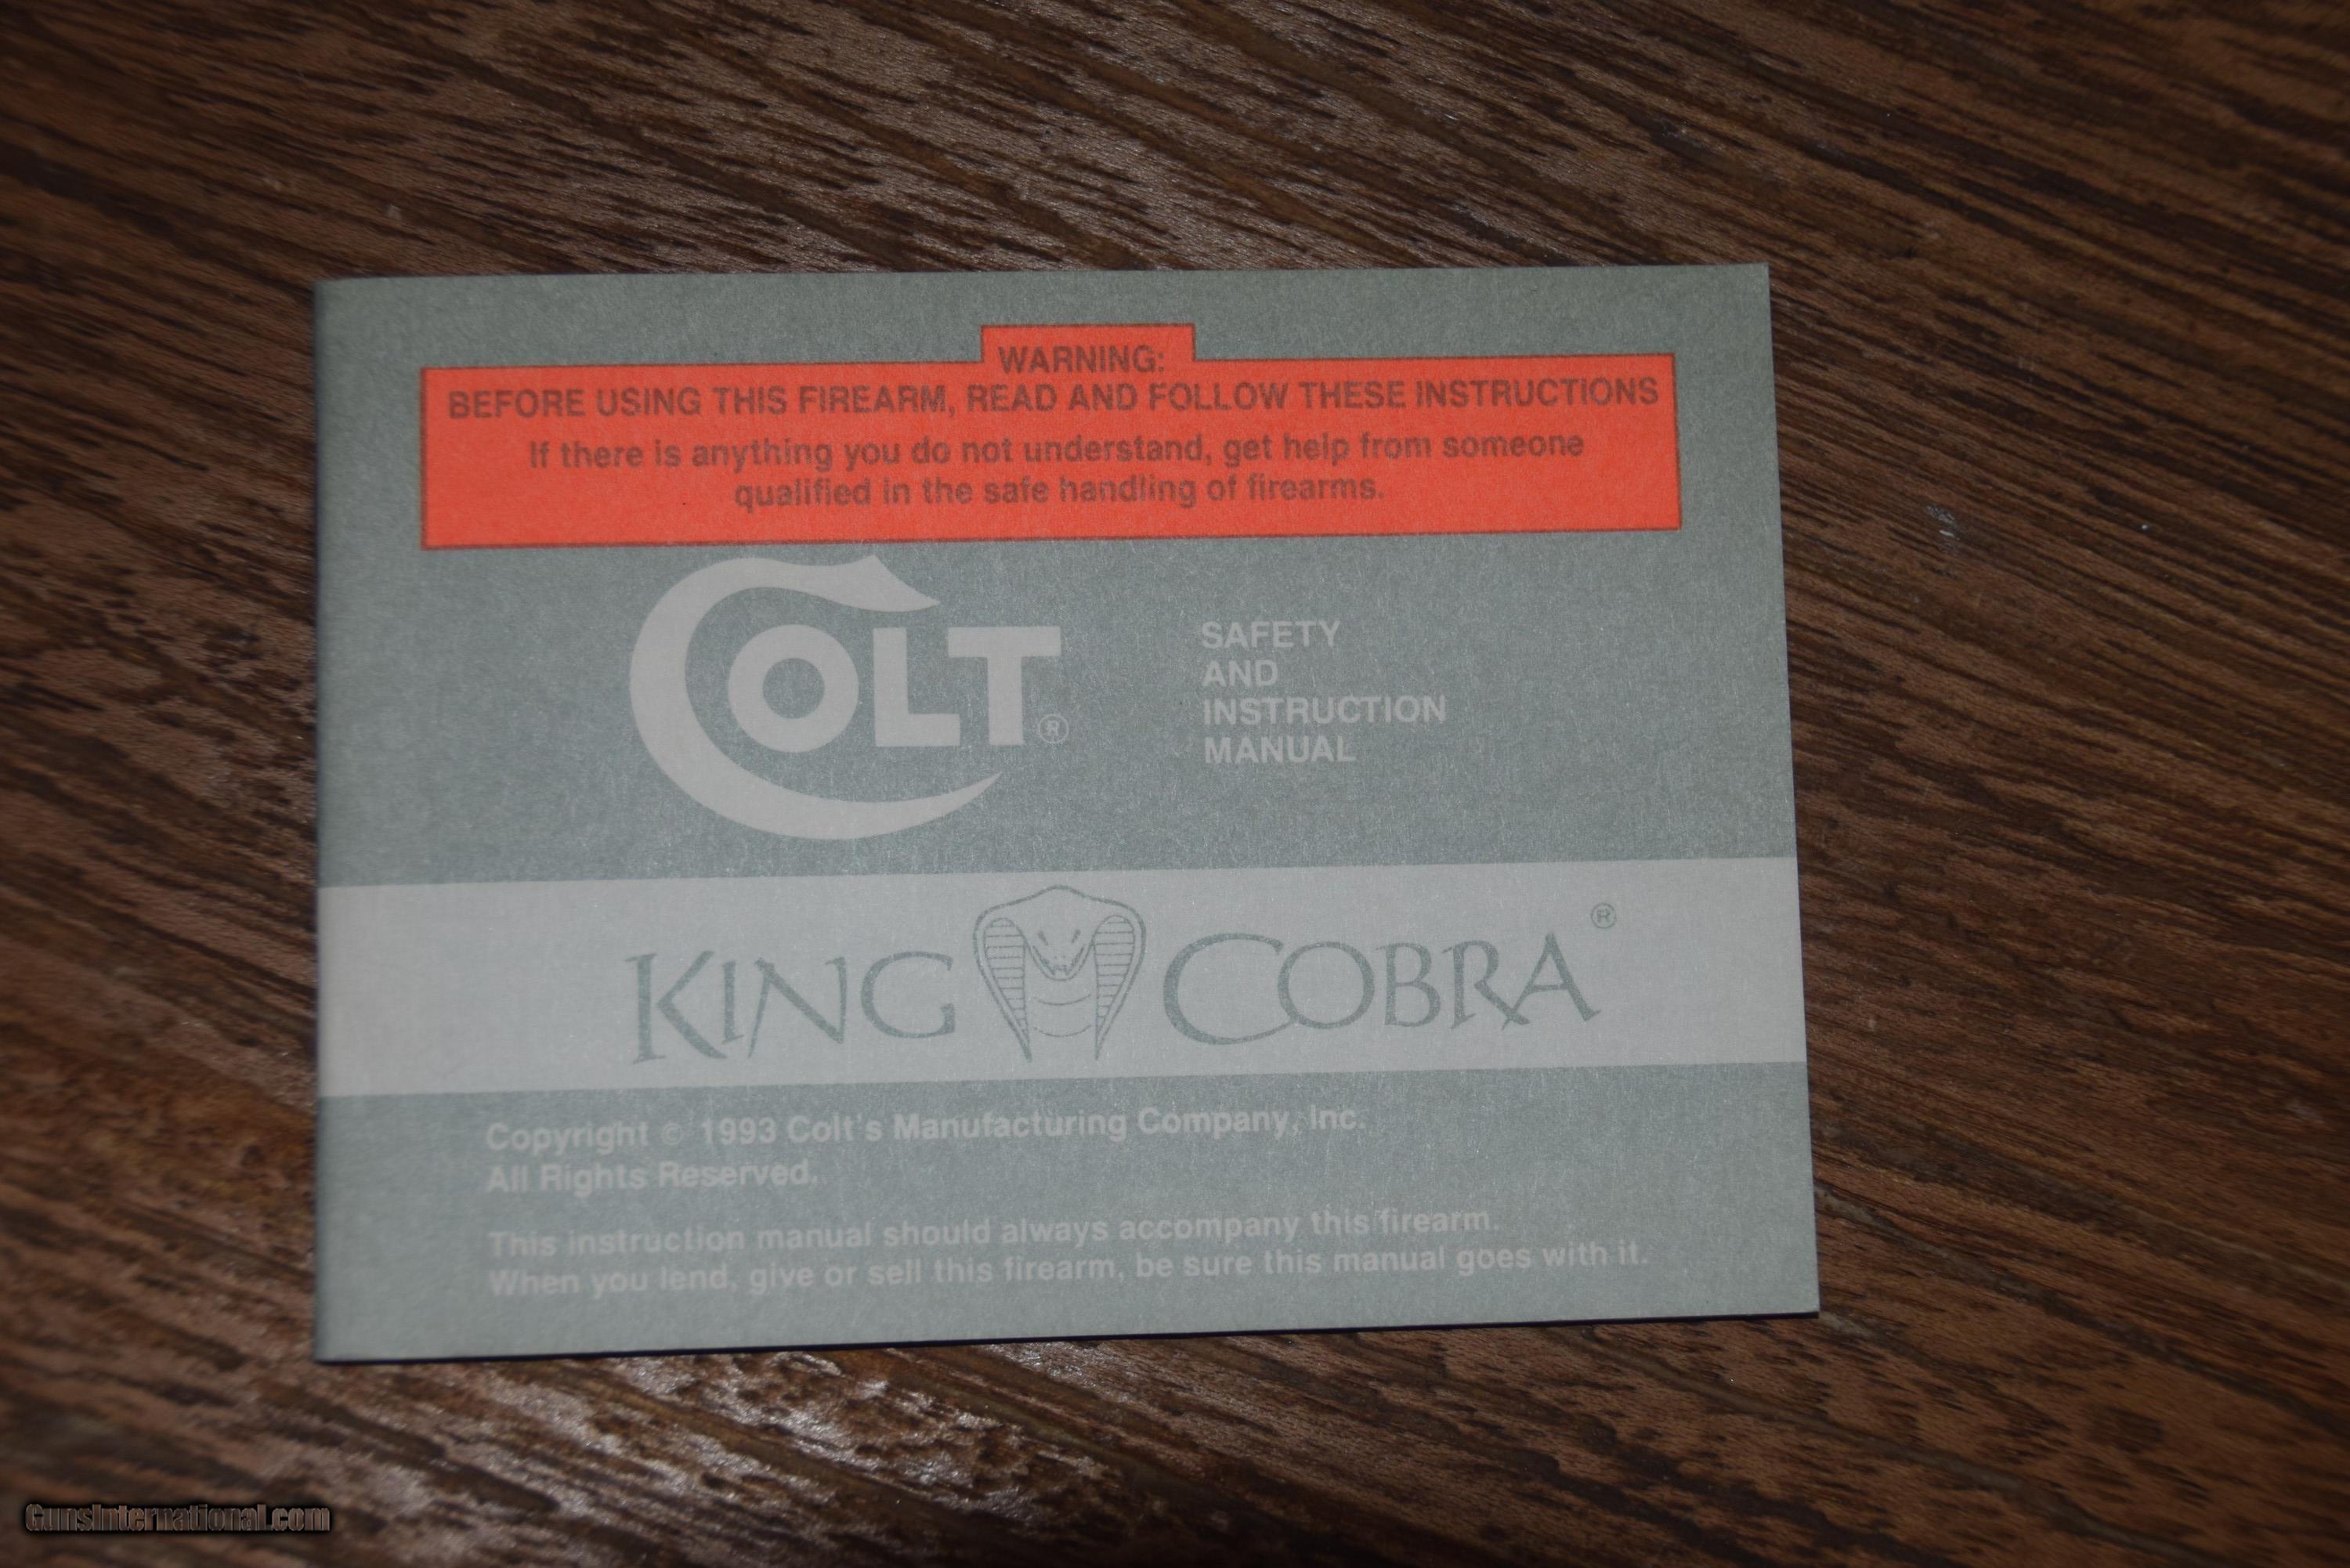 WARNING:
BEFORE USING THIS FIREARM, READ AND FOLLOW THESE INSTRUCTIONS
If there is anything you do not understand, get help from someone
qualified in the safe handling of firearms.
COLT®
SAFETY
AND
INSTRUCTION
MANUAL
KING COBRA®
Copyright © 1993 Colt's Manufacturing Company, Inc.
All Rights Reserved.
This instruction manual should always accompany this firearm.
When you lend, give or sell this firearm, be sure this manual goes with it.
GunsInternational.com